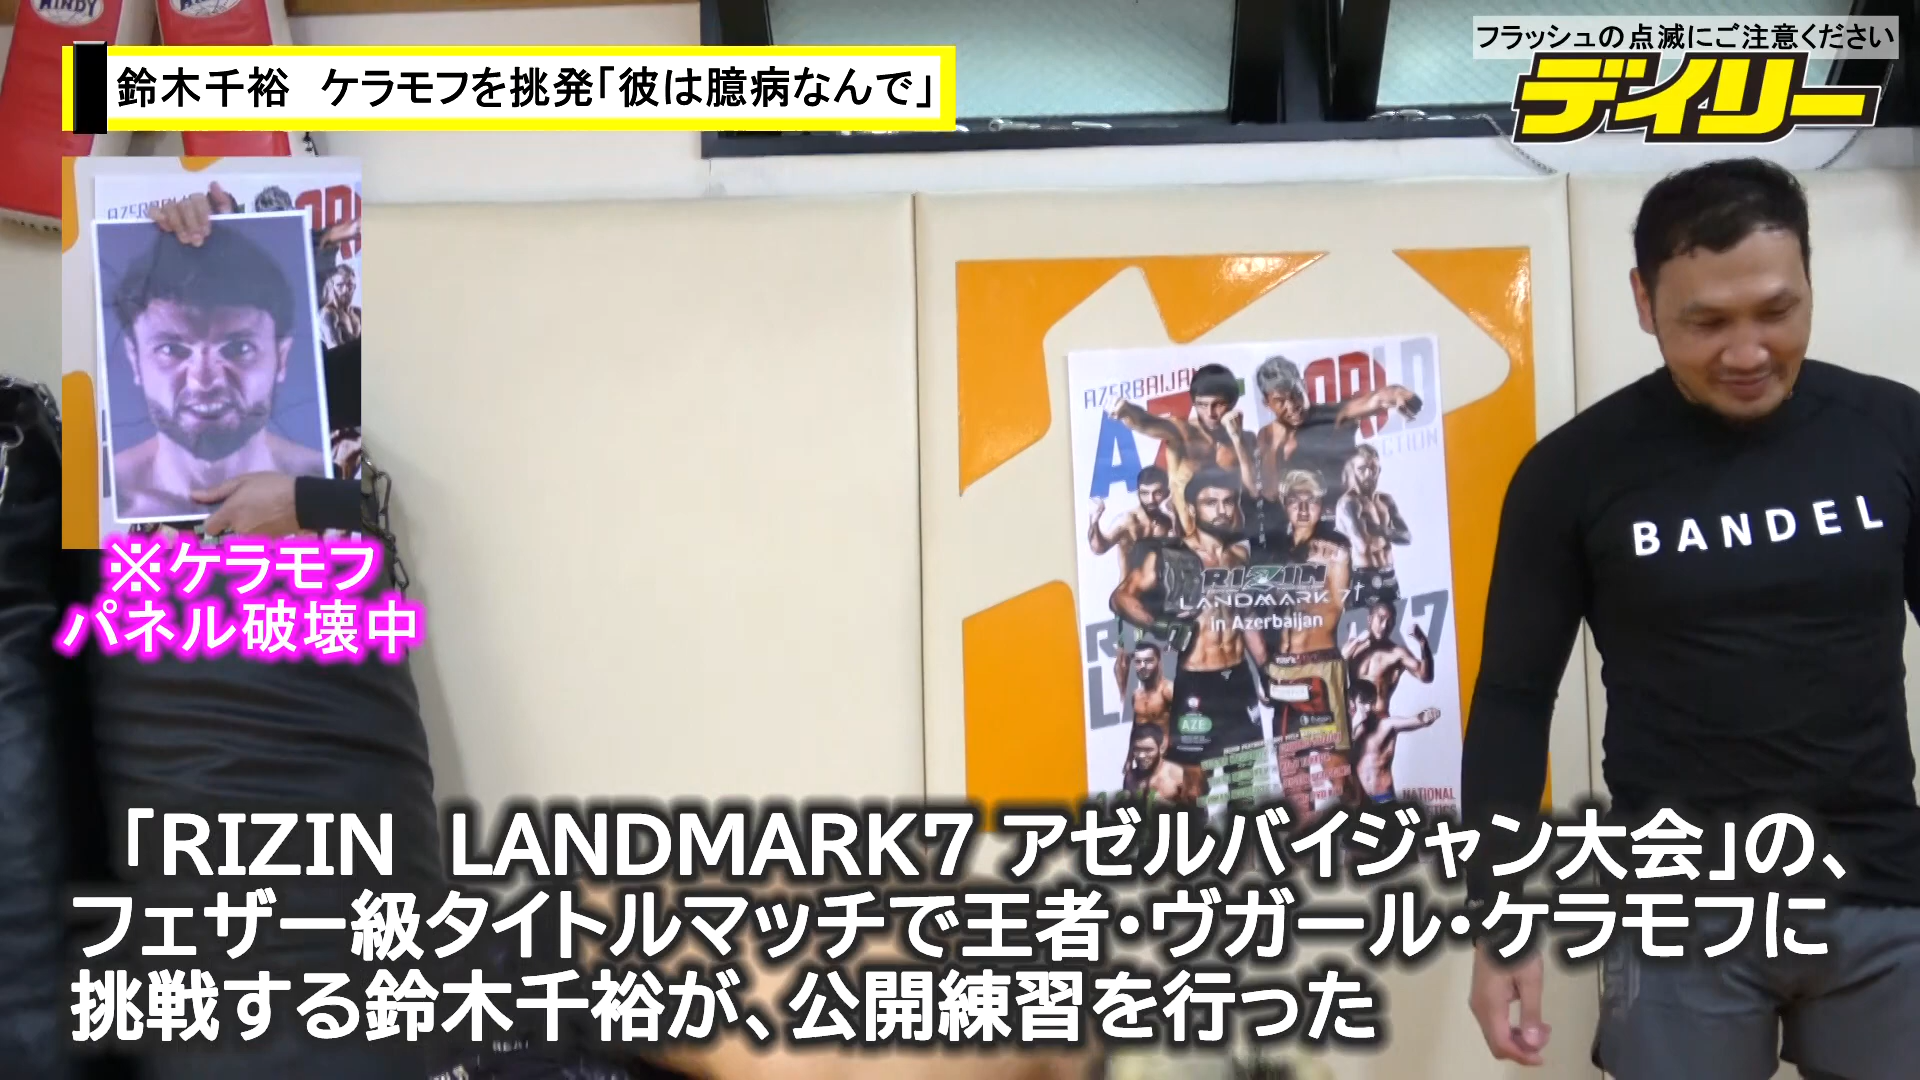 WINDY
フラッシュの点滅にご注意ください
デイリー
鈴木千裕　ケラモフを挑発「彼は臆病なんで」
※ケラモフ
パネル破壊中
AZERBAIJAN
RIZIN
LANDMARK 7
in Azerbaijan
AZE
NATIONAL
BANDEL
「RIZIN　LANDMARK7 アゼルバイジャン大会」の、
フェザー級タイトルマッチで王者・ヴガール・ケラモフに
挑戦する鈴木千裕が、公開練習を行った